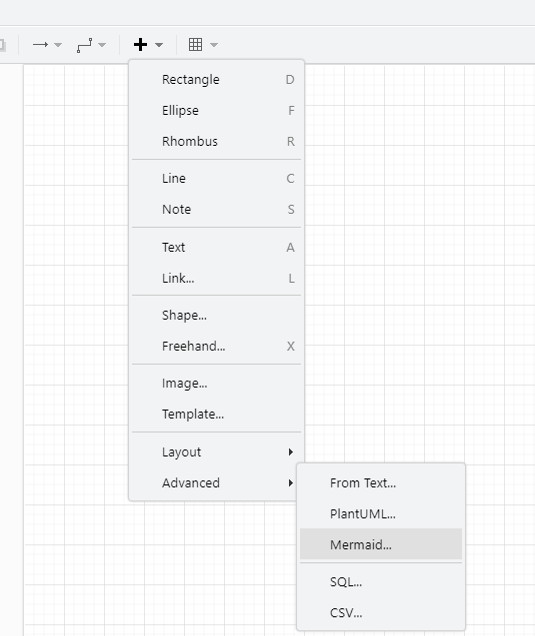 Rectangle D
Ellipse F
Rhombus R
Line C
Note S
Text A
Link... L
Shape...
Freehand... X
Image...
Template...
Layout
Advanced
From Text...
PlantUML...
Mermaid...
SQL...
CSV...